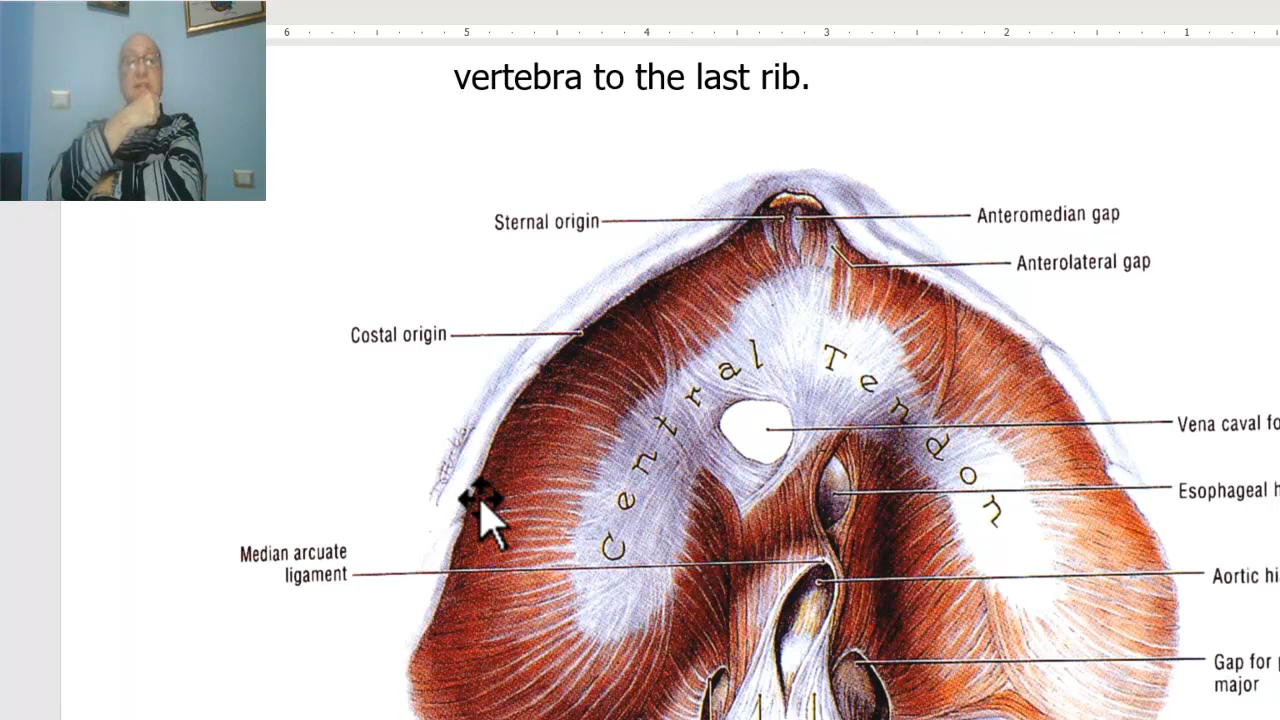 6 5 4 3 2 1
vertebra to the last rib.
Sternal origin
Anteromedian gap
Anterolateral gap
Costal origin
Central Tendon
Vena caval fo
Esophageal h
Median arcuate
ligament
Aortic hi
Gap for p
major